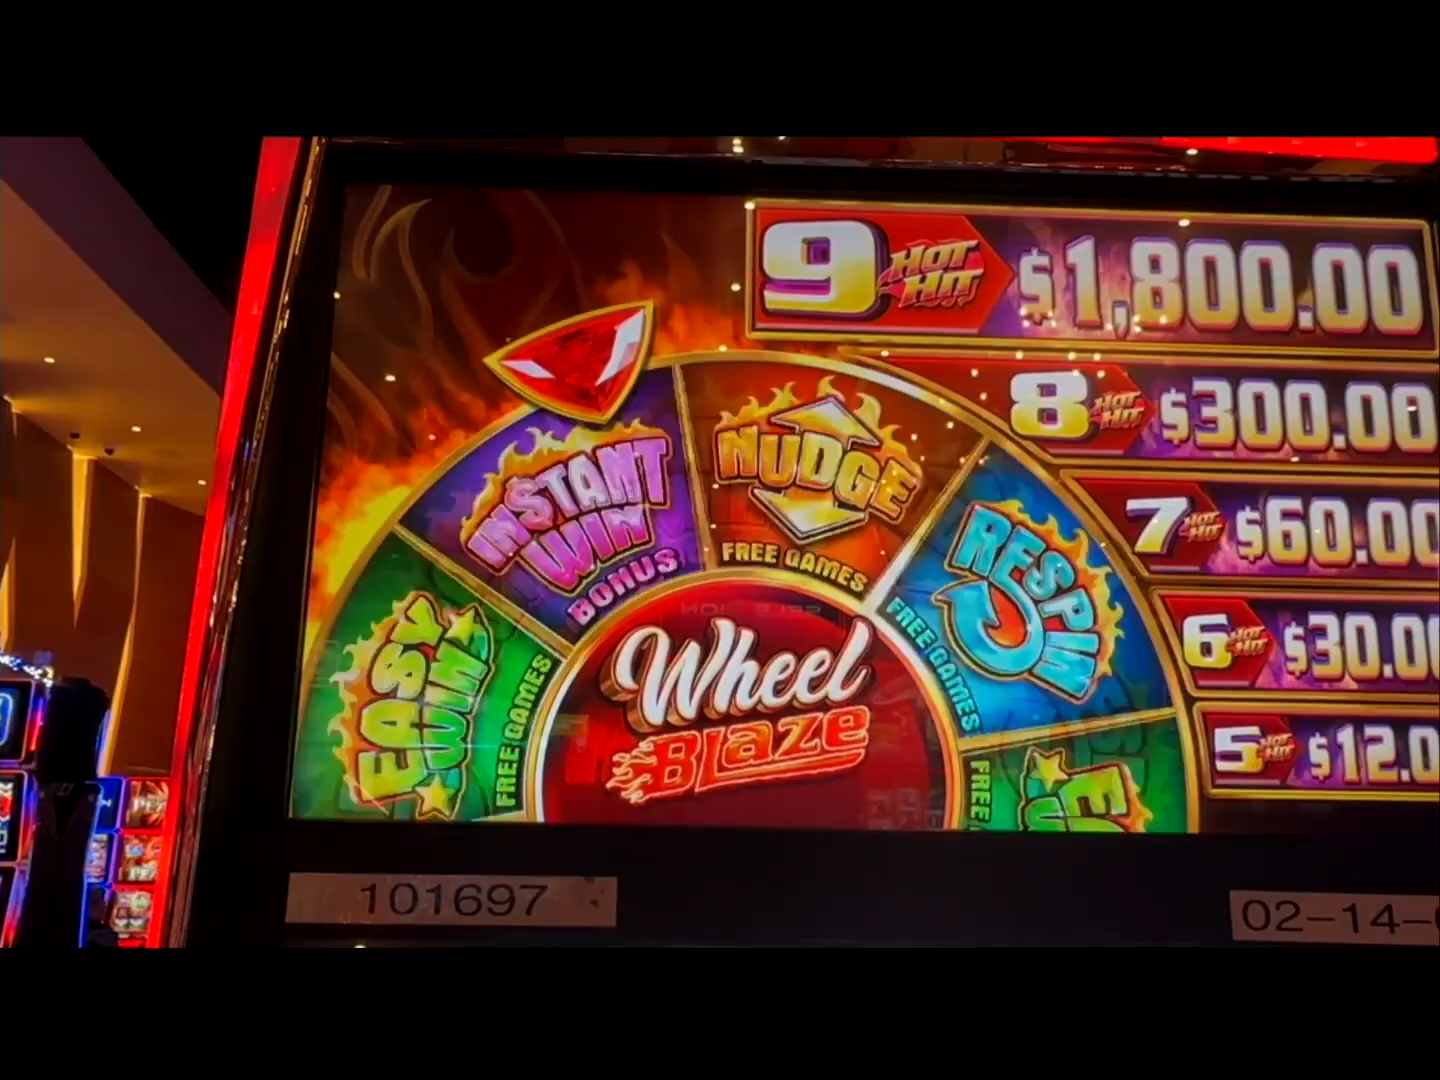 9 HOT HIT $1,800.00
8 HOT HIT $300.00
7 HOT HIT $60.00
6 HOT HIT $30.0
5 HOT HIT $12.0
INSTANT
WIN
BONUS
NUDGE
FREE GAMES
RESPIN
FREE GAMES
EASY
WIN
FREE GAMES
FREE
Wheel
BLaze
101697
02-14-